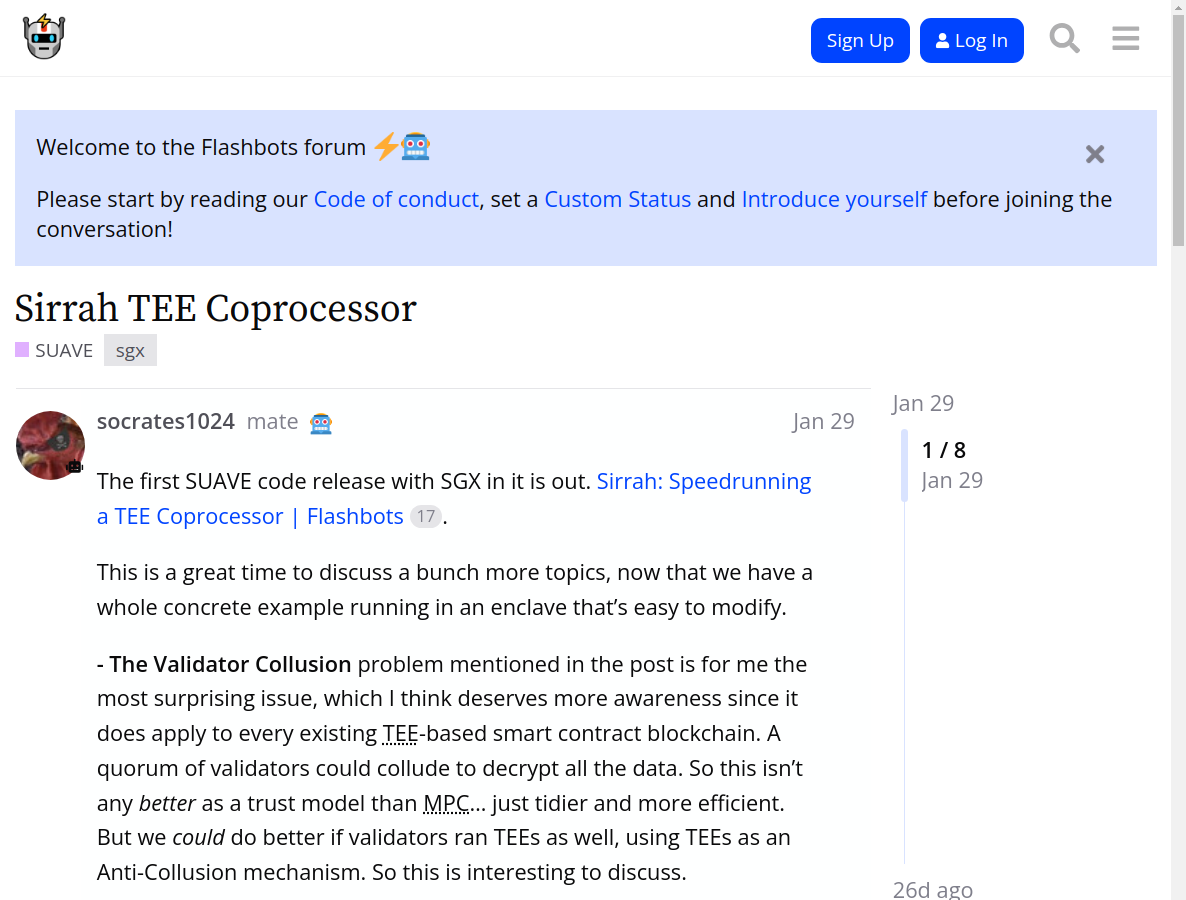 Sign Up
Log In
Welcome to the Flashbots forum
Please start by reading our Code of conduct, set a Custom Status and Introduce yourself before joining the
conversation!
Sirrah TEE Coprocessor
SUAVE sgx
socrates1024 mate
Jan 29
The first SUAVE code release with SGX in it is out. Sirrah: Speedrunning
a TEE Coprocessor | Flashbots 17.
This is a great time to discuss a bunch more topics, now that we have a
whole concrete example running in an enclave that’s easy to modify.
- The Validator Collusion problem mentioned in the post is for me the
most surprising issue, which I think deserves more awareness since it
does apply to every existing TEE-based smart contract blockchain. A
quorum of validators could collude to decrypt all the data. So this isn’t
any better as a trust model than MPC… just tidier and more efficient.
But we could do better if validators ran TEEs as well, using TEEs as an
Anti-Collusion mechanism. So this is interesting to discuss.
Jan 29
1 / 8
Jan 29
26d ago